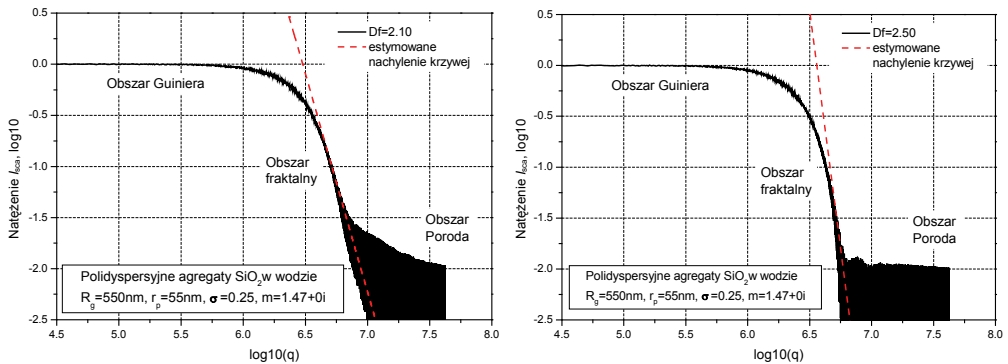 0.5
0.0
-0.5
-1.0
-1.5
-2.0
-2.5
Natężenie Isca, log10
4.5 5.0 5.5 6.0 6.5 7.0 7.5 8.0
log10(q)
Df=2.10
estymowane
nachylenie krzywej
Obszar Guiniera
Obszar
fraktalny
Obszar
Poroda
Polidyspersyjne agregaty SiO2 w wodzie
Rg=550nm, rp=55nm, σ=0.25, m=1.47+0i
0.5
0.0
-0.5
-1.0
-1.5
-2.0
-2.5
Natężenie Isca, log10
4.5 5.0 5.5 6.0 6.5 7.0 7.5 8.0
log10(q)
Df=2.50
estymowane
nachylenie krzywej
Obszar Guiniera
Obszar
fraktalny
Obszar
Poroda
Polidyspersyjne agregaty SiO2 w wodzie
Rg=550nm, rp=55nm, σ=0.25, m=1.47+0i